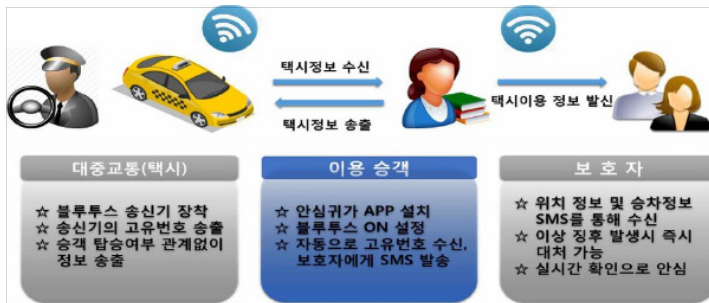 택시정보 수신
택시정보 송출
택시이용 정보 발신
대중교통(택시)
☆ 블루투스 송신기 장착
☆ 송신기의 고유번호 송출
☆ 승객 탑승여부 관계없이
정보 송출
이용 승객
☆ 안심귀가 APP 설치
☆ 블루투스 ON 설정
☆ 자동으로 고유번호 수신,
보호자에게 SMS 발송
보 호 자
☆ 위치 정보 및 승차정보
SMS를 통해 수신
☆ 이상 징후 발생시 즉시
대처 가능
☆ 실시간 확인으로 안심